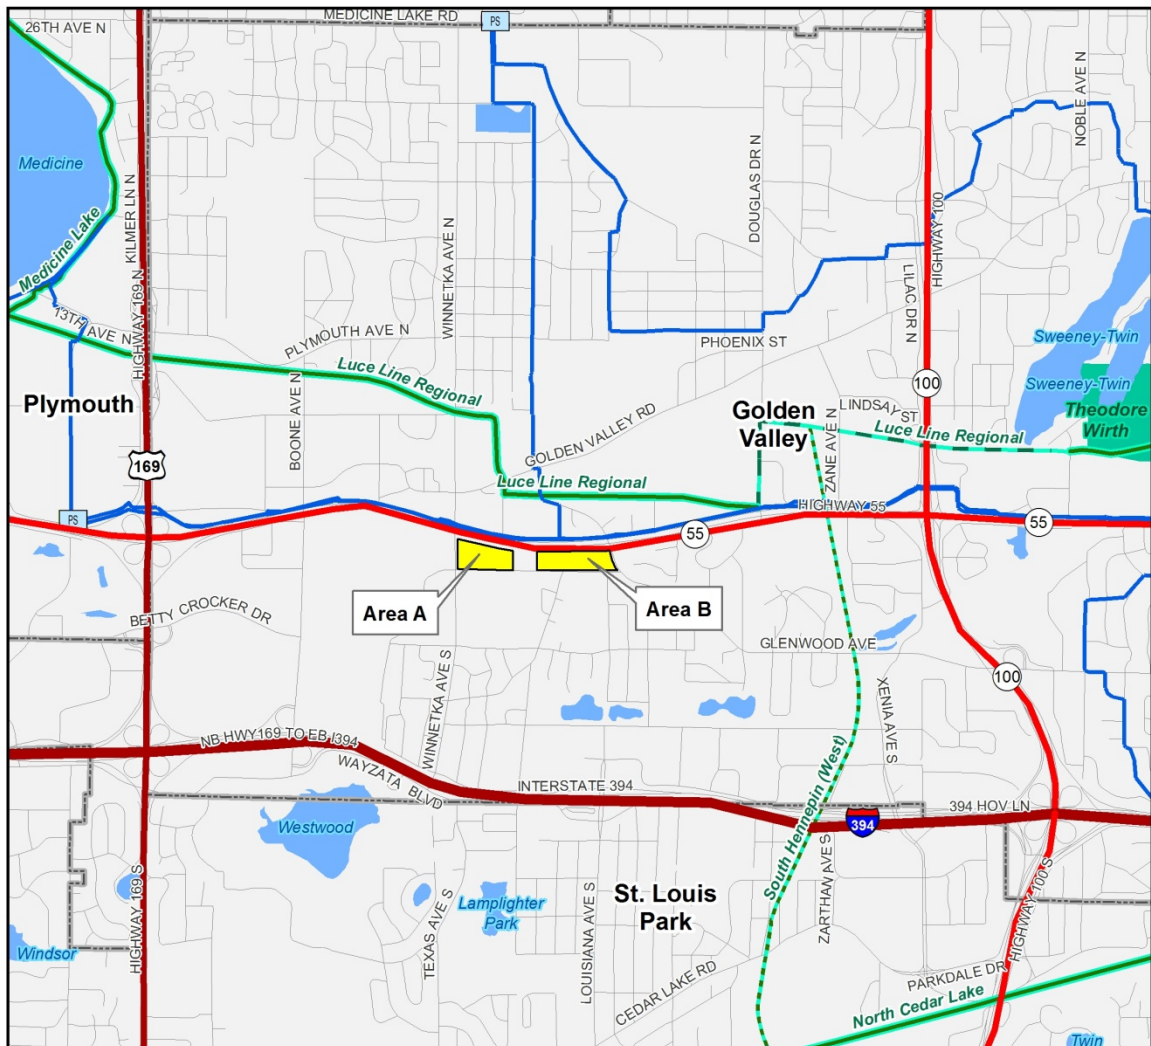 MEDICINE LAKE RD
26TH AVE N
PS
NOBLE AVE N
Medicine
KILMER LN N
DOUGLAS DR N
WINNETKA AVE N
HIGHWAY 100
Medicine Lake
HIGHWAY 169 N
LILAC DR N
13TH AVE N
PLYMOUTH AVE N
PHOENIX ST
Sweeney-Twin
Luce Line Regional
100
Sweeney-Twin
Plymouth
BOONE AVE N
Golden
Valley
ZANE AVE N
LINDSAY ST
Theodore
Wirth
GOLDEN VALLEY RD
Luce Line Regional
169
Luce Line Regional
HIGHWAY 55
PS
55
55
Area A
Area B
BETTY CROCKER DR
GLENWOOD AVE
WINNETKA AVE S
XENIA AVE S
100
NB HWY169 TO EB I394
WAYZATA BLVD
INTERSTATE 394
South Hennepin (West)
394 HOV LN
394
Westwood
ZARTHAN AVE S
HIGHWAY 169 S
TEXAS AVE S
Lamplighter
Park
LOUISIANA AVE S
St. Louis
Park
HIGHWAY 100 S
Windsor
CEDAR LAKE RD
PARKDALE DR
North Cedar Lake
Twin